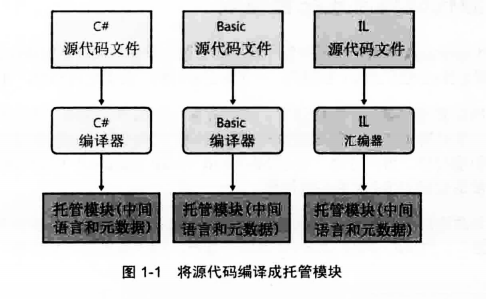 C#
源代码文件
Basic
源代码文件
IL
源代码文件
C#
编译器
Basic
编译器
IL
汇编器
托管模块(中间
语言和元数据)
托管模块(中间
语言和元数据)
托管模块(中间
语言和元数据)
图 1-1 将源代码编译成托管模块